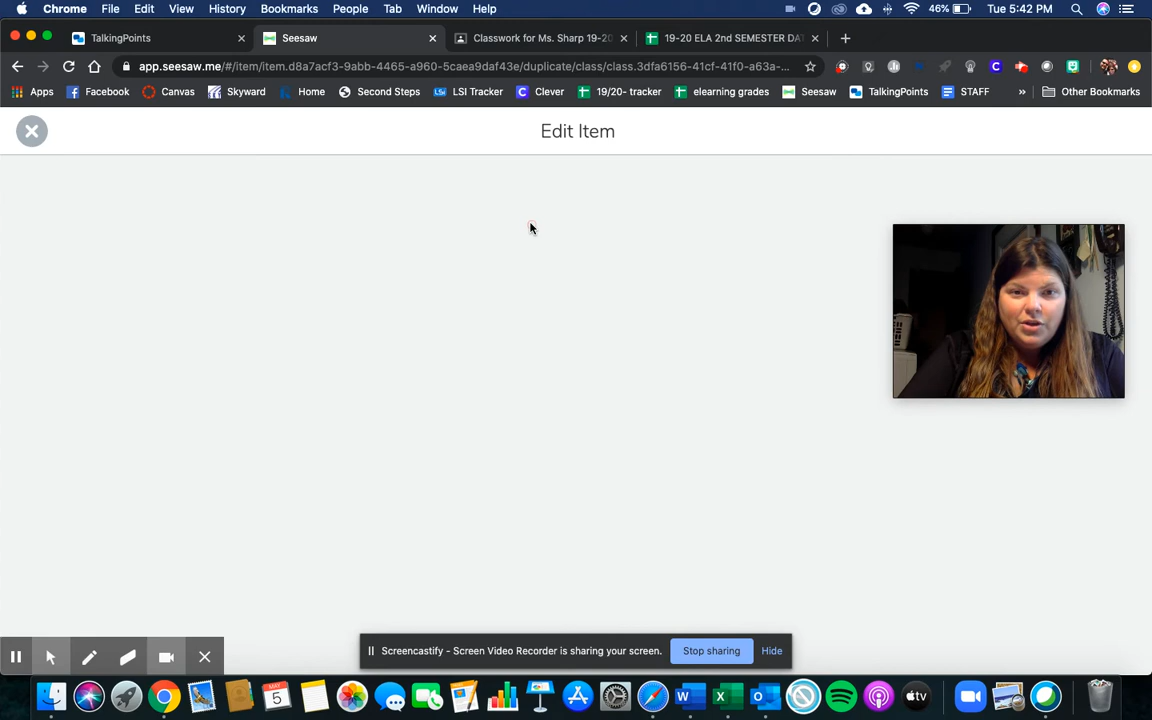 Chrome File Edit View History Bookmarks People Tab Window Help 46% Tue 5:42 PM
TalkingPoints Seesaw Classwork for Ms. Sharp 19-20 19-20 ELA 2nd SEMESTER DAT
app.seesaw.me/#/item/item.d8a7acf3-9abb-4465-a960-5caea9daf43e/duplicate/class/class.3dfa6156-41cf-41f0-a63a-...
Apps Facebook Canvas Skyward Home Second Steps LSI Tracker Clever 19/20- tracker elearning grades Seesaw TalkingPoints STAFF » Other Bookmarks
Edit Item
Screencastify - Screen Video Recorder is sharing your screen. Stop sharing Hide
MAY
5
tv